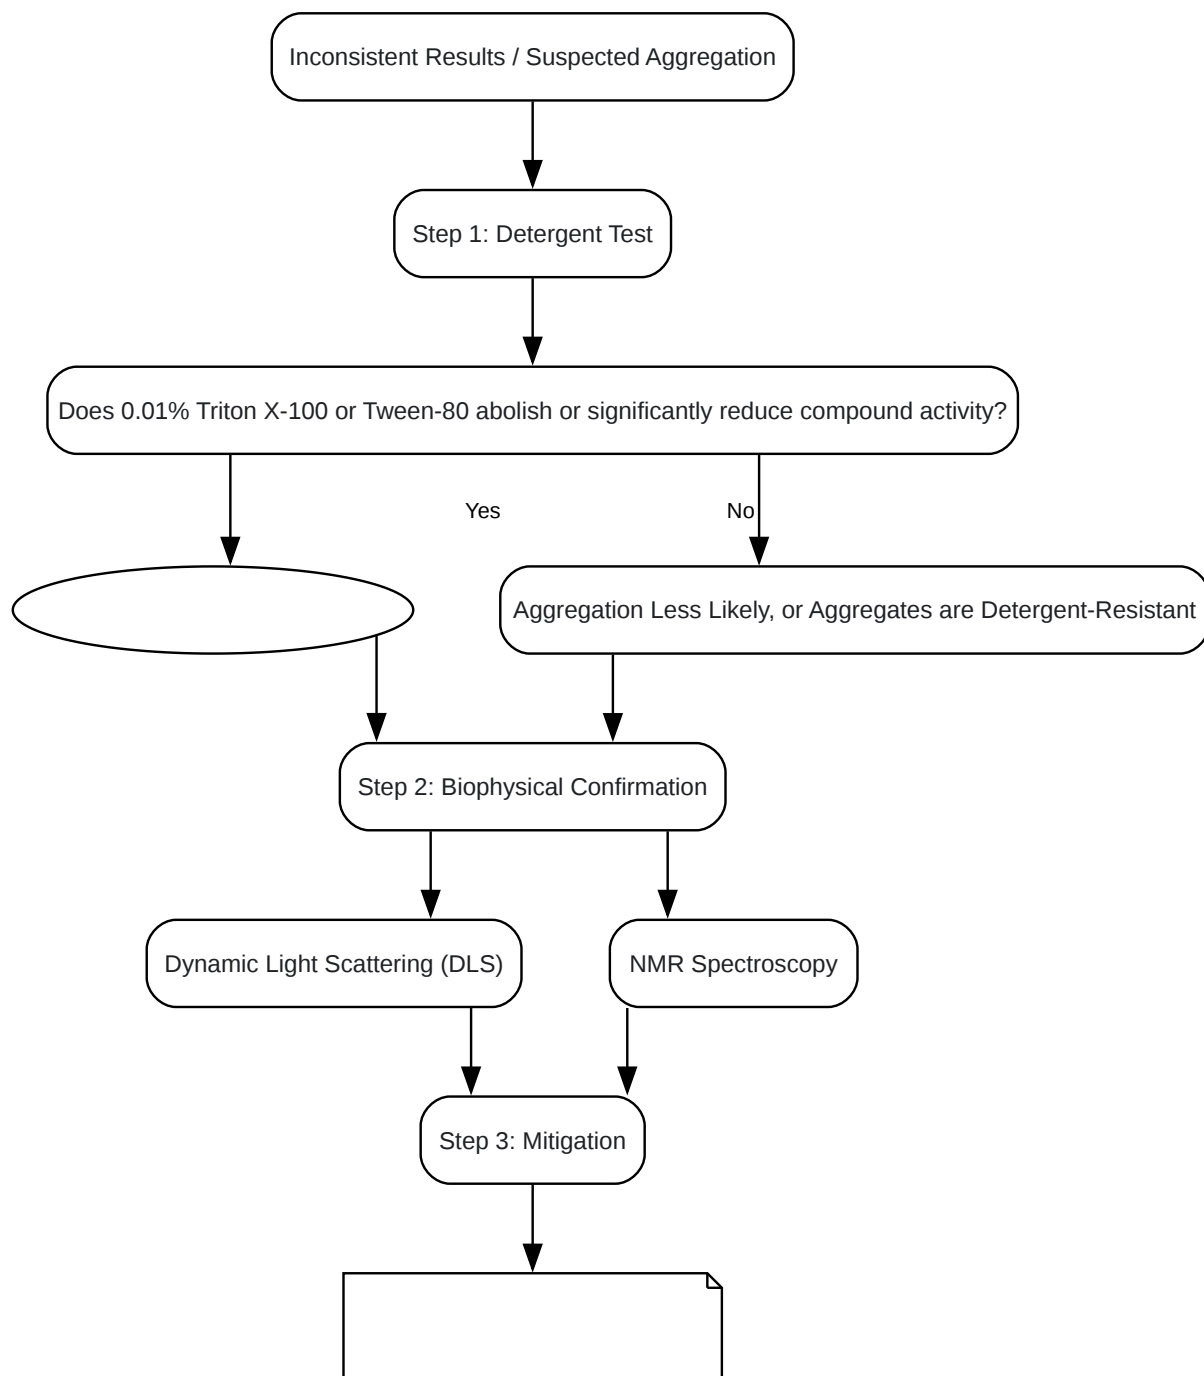 Inconsistent Results / Suspected Aggregation
Step 1: Detergent Test
Does 0.01% Triton X-100 or Tween-80 abolish or significantly reduce compound activity?
Yes
No
Aggregation Less Likely, or Aggregates are Detergent-Resistant
Step 2: Biophysical Confirmation
Dynamic Light Scattering (DLS)
NMR Spectroscopy
Step 3: Mitigation